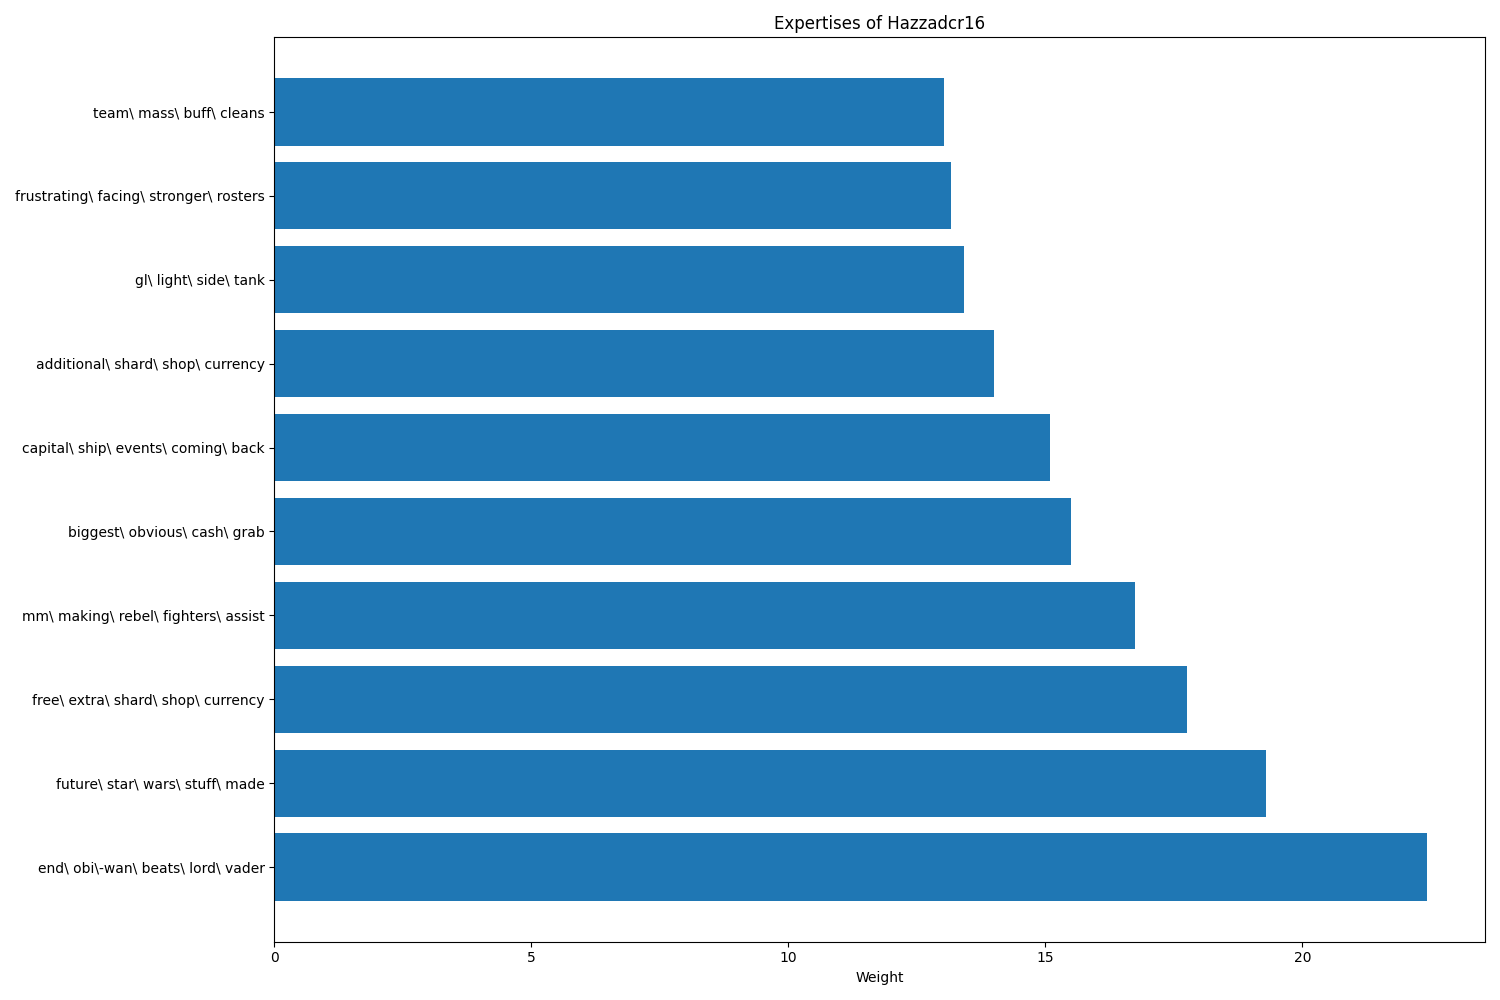 Expertises of Hazzadcr16
team\ mass\ buff\ cleans
frustrating\ facing\ stronger\ rosters
gl\ light\ side\ tank
additional\ shard\ shop\ currency
capital\ ship\ events\ coming\ back
biggest\ obvious\ cash\ grab
mm\ making\ rebel\ fighters\ assist
free\ extra\ shard\ shop\ currency
future\ star\ wars\ stuff\ made
end\ obi\-wan\ beats\ lord\ vader
0 5 10 15 20
Weight